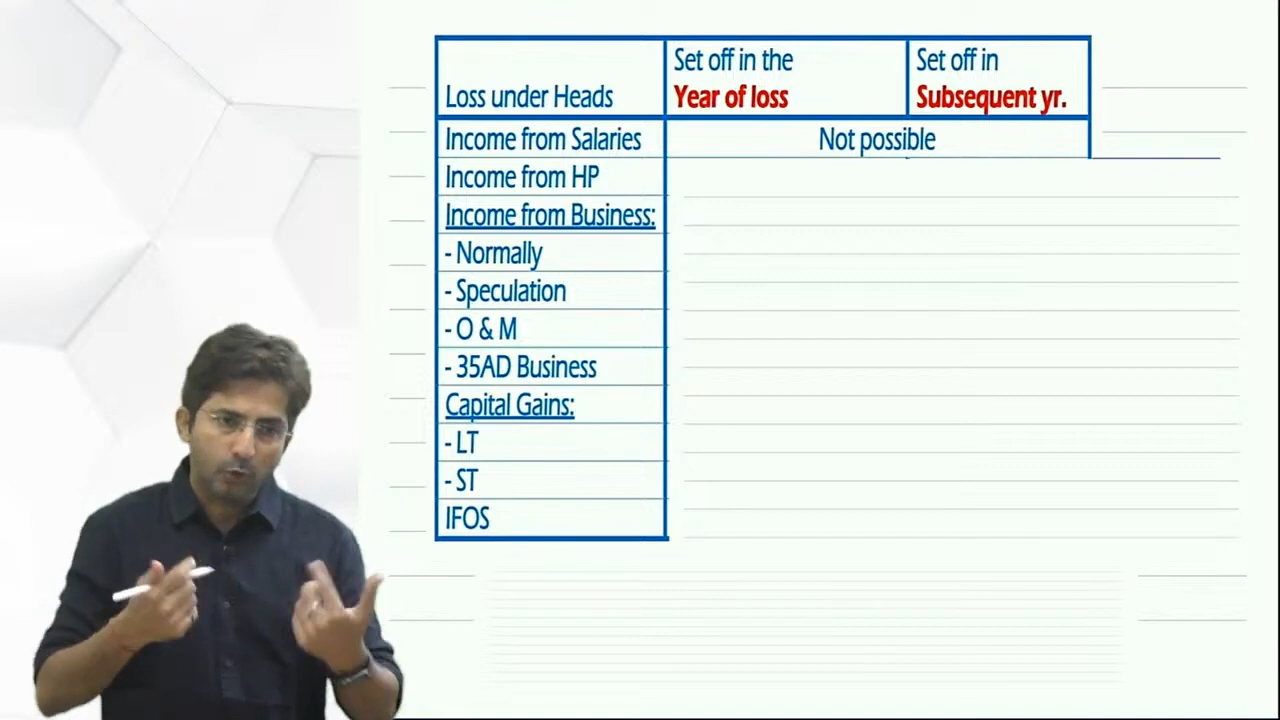 Loss under Heads
Set off in the
Year of loss
Set off in
Subsequent yr.
Income from Salaries
Not possible
Income from HP
Income from Business:
- Normally
- Speculation
- O & M
- 35AD Business
Capital Gains:
- LT
- ST
IFOS